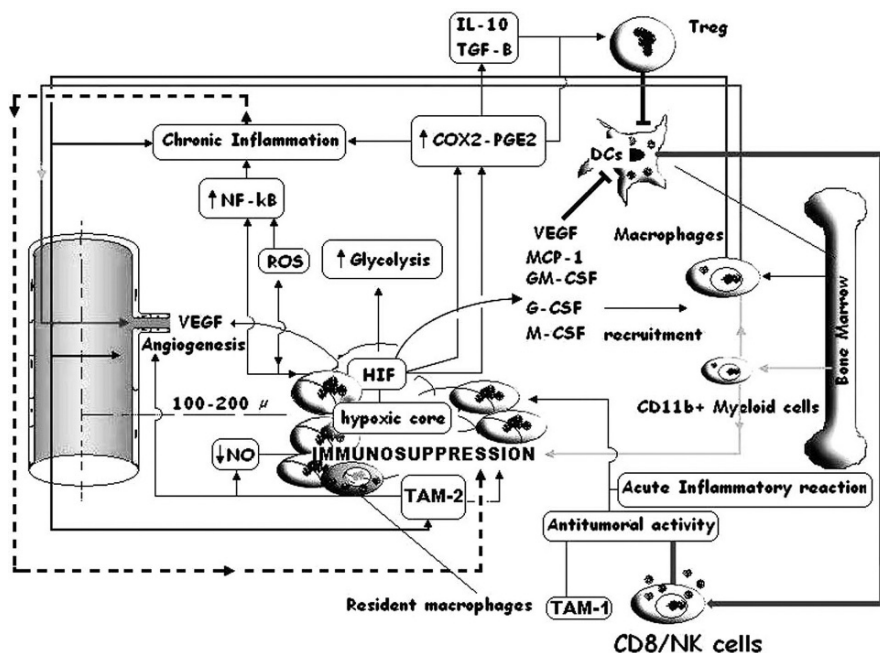 IL-10
TGF-B
Treg
Chronic Inflammation
↑ COX2-PGE2
DCs
↑ NF-kB
ROS
↑ Glycolysis
VEGF
MCP-1
GM-CSF
G-CSF
M-CSF recruitment
Macrophages
Bone Marrow
VEGF
Angiogenesis
HIF
hypoxic core
100-200 µ
CD11b+ Myeloid cells
↓NO
IMMUNOSUPPRESSION
TAM-2
Acute Inflammatory reaction
Antitumoral activity
Resident macrophages
TAM-1
CD8/NK cells